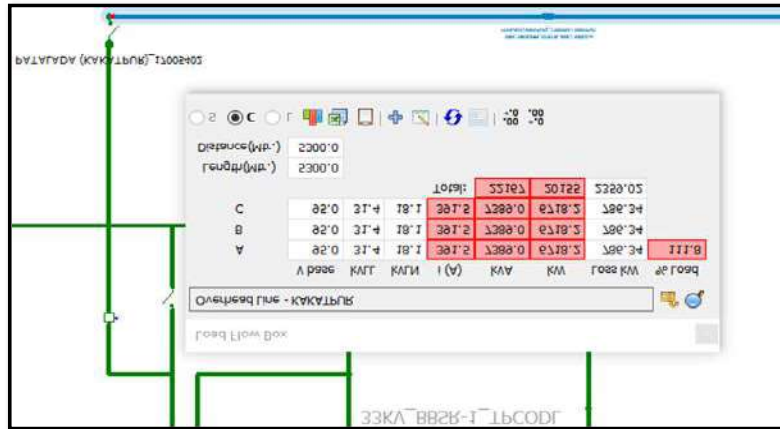 33KV_BBSR-1_TPCODL
Load Flow Box
Overhead Line - KAKATPUR
V base kVLL kVLN i (A) kVA kW Loss kW % Load
A 95.0 31.4 18.1 391.5 7389.0 6718.2 786.34 111.8
B 95.0 31.4 18.1 391.5 7389.0 6718.2 786.34
C 95.0 31.4 18.1 391.5 7389.0 6718.2 786.34
Total: 22167 20155 2359.02
Length(Mtr.) 5300.0
Distance(Mtr.) 5300.0
S C L
PATALADA (KAKATPUR)_17005402